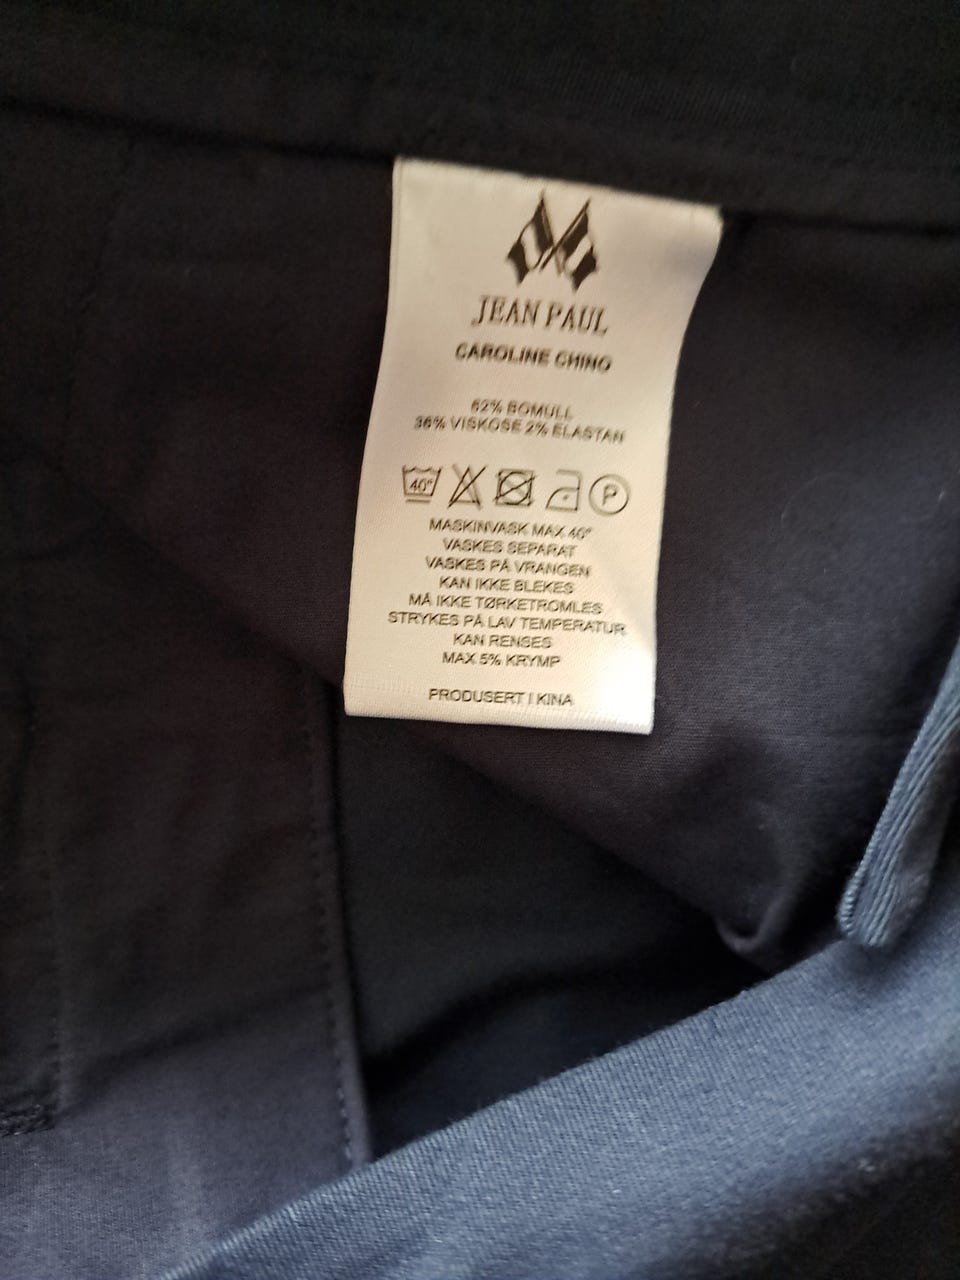 JEAN PAUL
CAROLINE CHINO
62% BOMULL
36% VISKOSE 2% ELASTAN
40° P
MASKINVASK MAX 40°
VASKES SEPARAT
VASKES PÅ VRANGEN
KAN IKKE BLEKES
MÅ IKKE TØRKETROMLES
STRYKES PÅ LAV TEMPERATUR
KAN RENSES
MAX 5% KRYMP
PRODUSERT I KINA